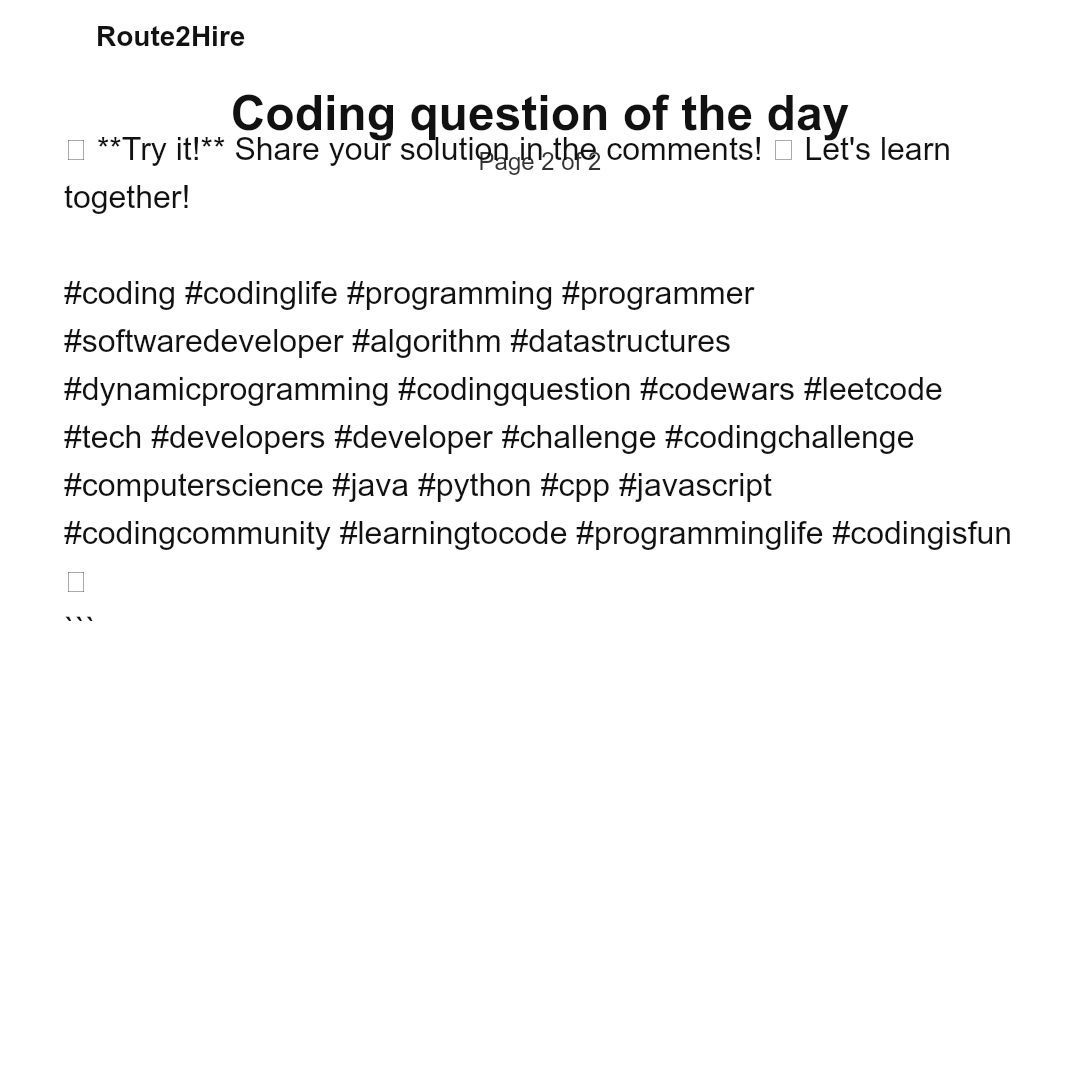 Route2Hire
Coding question of the day
□ **Try it!** Share your solution in the comments! □ Let's learn
Page 2 of 2
together!
#coding #codinglife #programming #programmer
#softwaredeveloper #algorithm #datastructures
#dynamicprogramming #codingquestion #codewars #leetcode
#tech #developers #developer #challenge #codingchallenge
#computerscience #java #python #cpp #javascript
#codingcommunity #learningtocode #programminglife #codingisfun
□
```